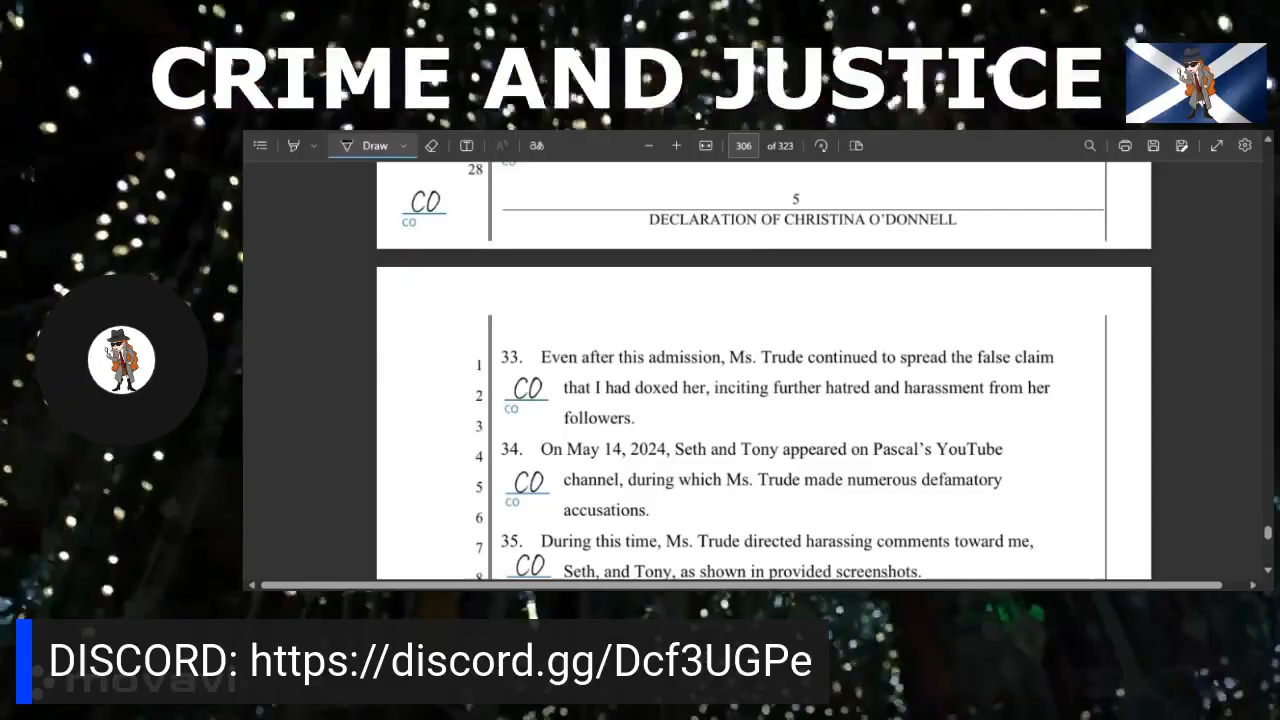 CRIME AND JUSTICE
Draw
306 of 323
28
CO
CO
5
DECLARATION OF CHRISTINA O’DONNELL
1 33. Even after this admission, Ms. Trude continued to spread the false claim
2 CO that I had doxed her, inciting further hatred and harassment from her
CO
3 followers.
4 34. On May 14, 2024, Seth and Tony appeared on Pascal’s YouTube
5 CO channel, during which Ms. Trude made numerous defamatory
CO
6 accusations.
7 35. During this time, Ms. Trude directed harassing comments toward me,
8 CO Seth, and Tony, as shown in provided screenshots.
DISCORD: https://discord.gg/Dcf3UGPe
movavi